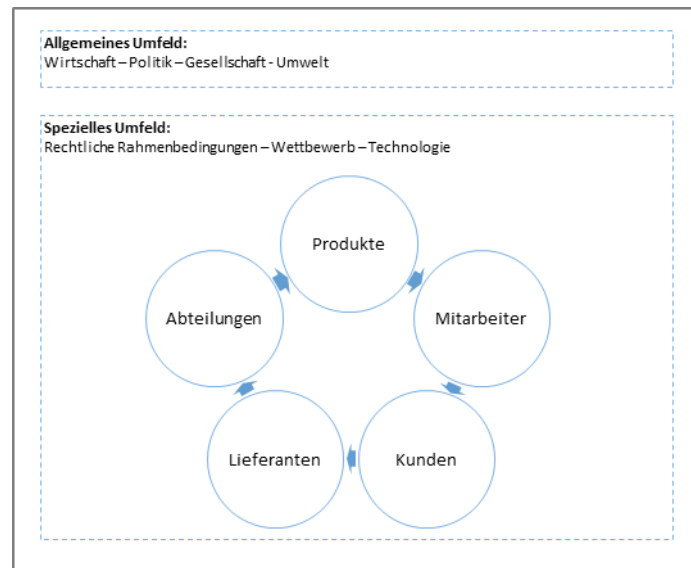 Allgemeines Umfeld:
Wirtschaft – Politik – Gesellschaft - Umwelt
Spezielles Umfeld:
Rechtliche Rahmenbedingungen – Wettbewerb – Technologie
Produkte
Abteilungen
Mitarbeiter
Lieferanten
Kunden